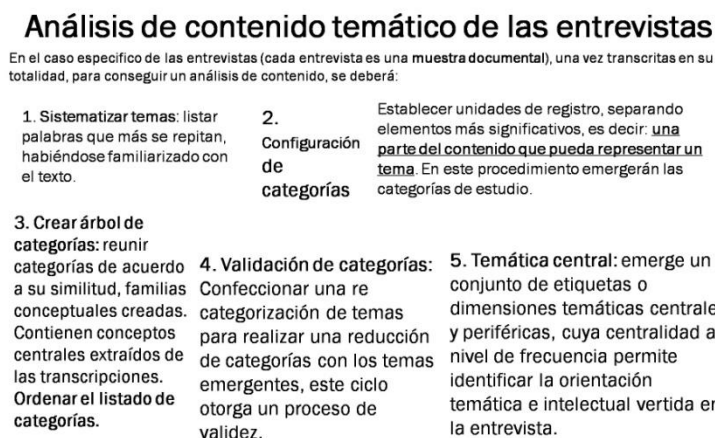 Análisis de contenido temático de las entrevistas
En el caso especifico de las entrevistas (cada entrevista es una muestra documental), una vez transcritas en su
totalidad, para conseguir un análisis de contenido, se deberá:
1. Sistematizar temas: listar
palabras que más se repitan,
habiéndose familiarizado con
el texto.
2.
Configuración
de
categorías
Establecer unidades de registro, separando
elementos más significativos, es decir: una
parte del contenido que pueda representar un
tema. En este procedimiento emergerán las
categorías de estudio.
3. Crear árbol de
categorías: reunir
categorías de acuerdo
a su similitud, familias
conceptuales creadas.
Contienen conceptos
centrales extraídos de
las transcripciones.
Ordenar el listado de
categorías.
4. Validación de categorías:
Confeccionar una re
categorización de temas
para realizar una reducción
de categorías con los temas
emergentes, este ciclo
otorga un proceso de
validez.
5. Temática central: emerge un
conjunto de etiquetas o
dimensiones temáticas centrale
y periféricas, cuya centralidad a
nivel de frecuencia permite
identificar la orientación
temática e intelectual vertida en
la entrevista.